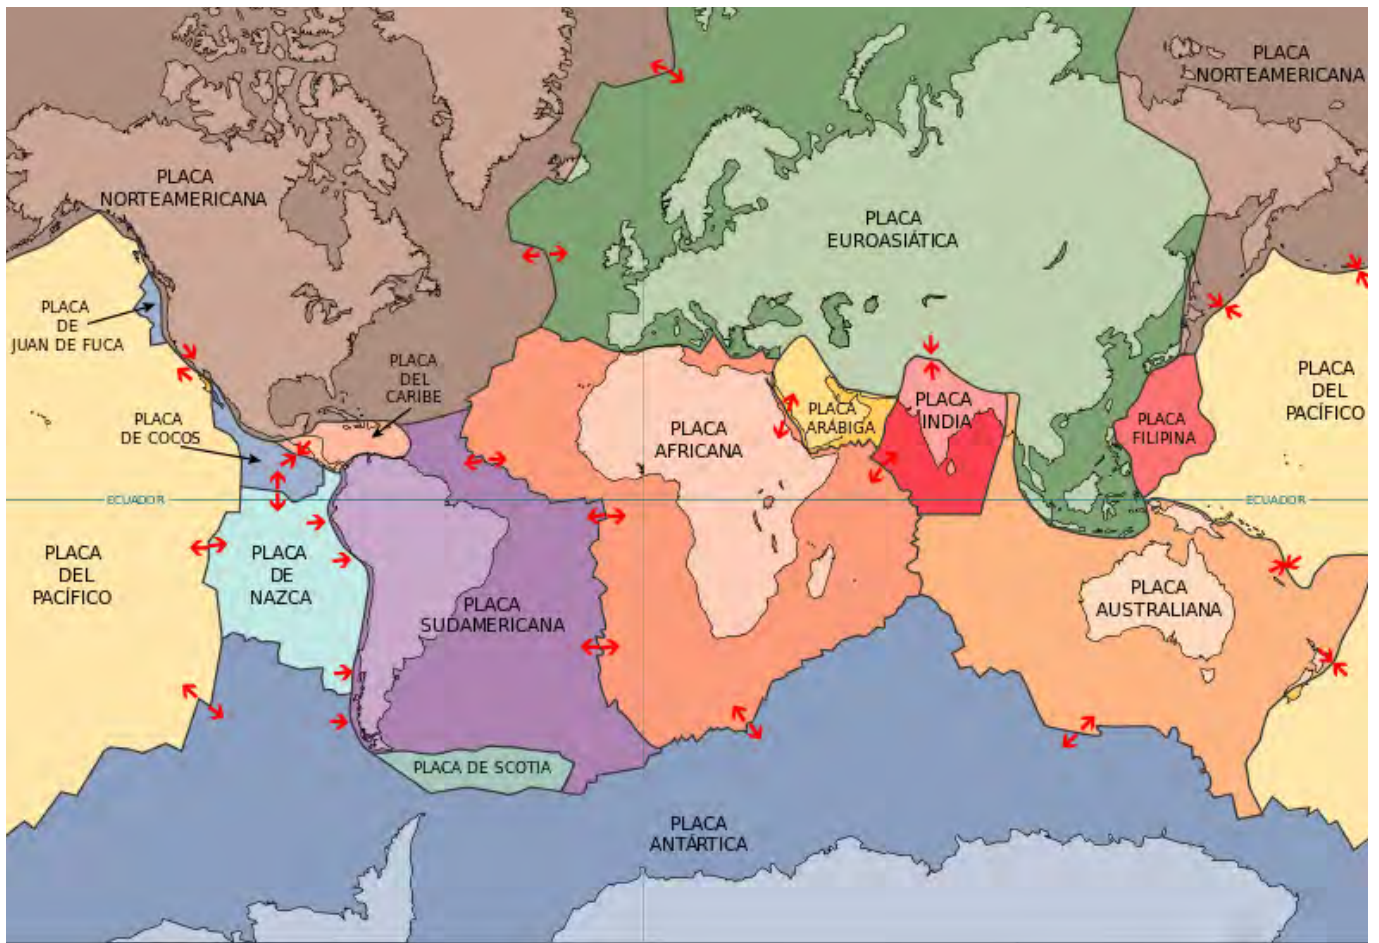 PLACA
NORTEAMERICANA
PLACA
NORTEAMERICANA
PLACA
EUROASIÁTICA
PLACA
DE
JUAN DE FUCA
PLACA
DEL
CARIBE
PLACA
DE COCOS
PLACA
AFRICANA
PLACA
ARÁBIGA
PLACA
INDIA
PLACA
FILIPINA
PLACA
DEL
PACÍFICO
ECUADOR
ECUADOR
PLACA
DEL
PACÍFICO
PLACA
DE
NAZCA
PLACA
SUDAMERICANA
PLACA
AUSTRALIANA
PLACA DE SCOTIA
PLACA
ANTÁRTICA